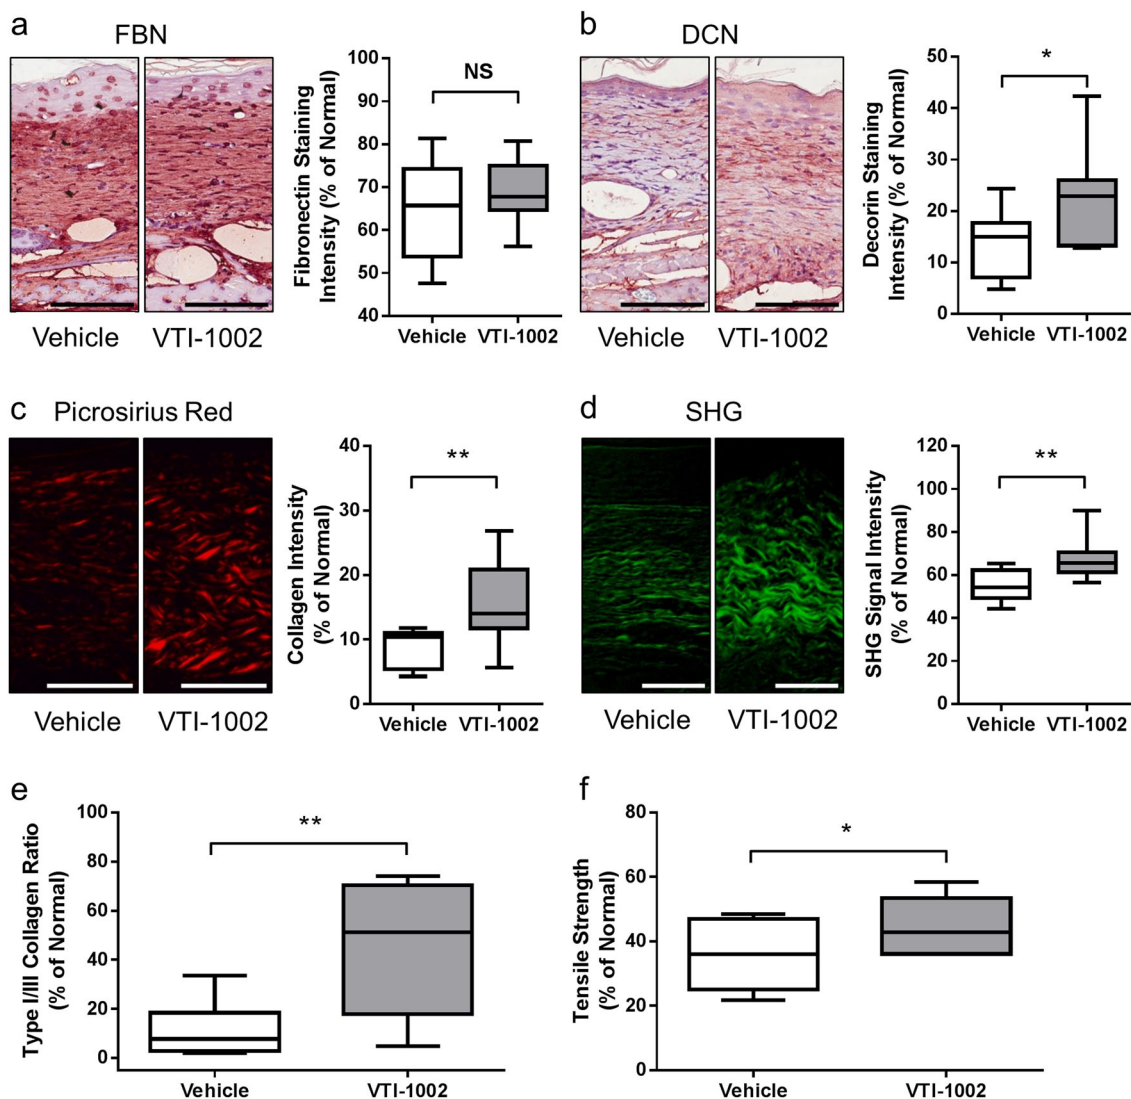 a
FBN
Vehicle
VTI-1002
Fibronectin Staining
Intensity (% of Normal)
100
90
80
70
60
50
40
NS
Vehicle
VTI-1002
b
DCN
Vehicle
VTI-1002
Decorin Staining
Intensity (% of Normal)
50
40
30
20
10
0
*
Vehicle
VTI-1002
c
Picrosirius Red
Vehicle
VTI-1002
Collagen Intensity
(% of Normal)
40
30
20
10
0
**
Vehicle
VTI-1002
d
SHG
Vehicle
VTI-1002
SHG Signal Intensity
(% of Normal)
120
100
80
60
40
20
0
**
Vehicle
VTI-1002
e
Type I/III Collagen Ratio
(% of Normal)
100
80
60
40
20
0
**
Vehicle
VTI-1002
f
Tensile Strength
(% of Normal)
80
60
40
20
0
*
Vehicle
VTI-1002